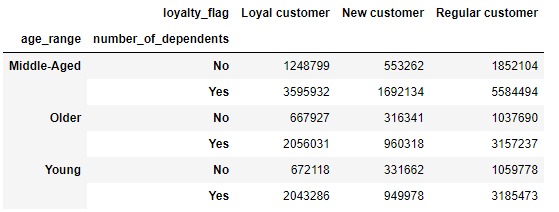 loyalty_flag Loyal customer New customer Regular customer
age_range number_of_dependents
Middle-Aged No 1248799 553262 1852104
Yes 3595932 1692134 5584494
Older No 667927 316341 1037690
Yes 2056031 960318 3157237
Young No 672118 331662 1059778
Yes 2043286 949978 3185473